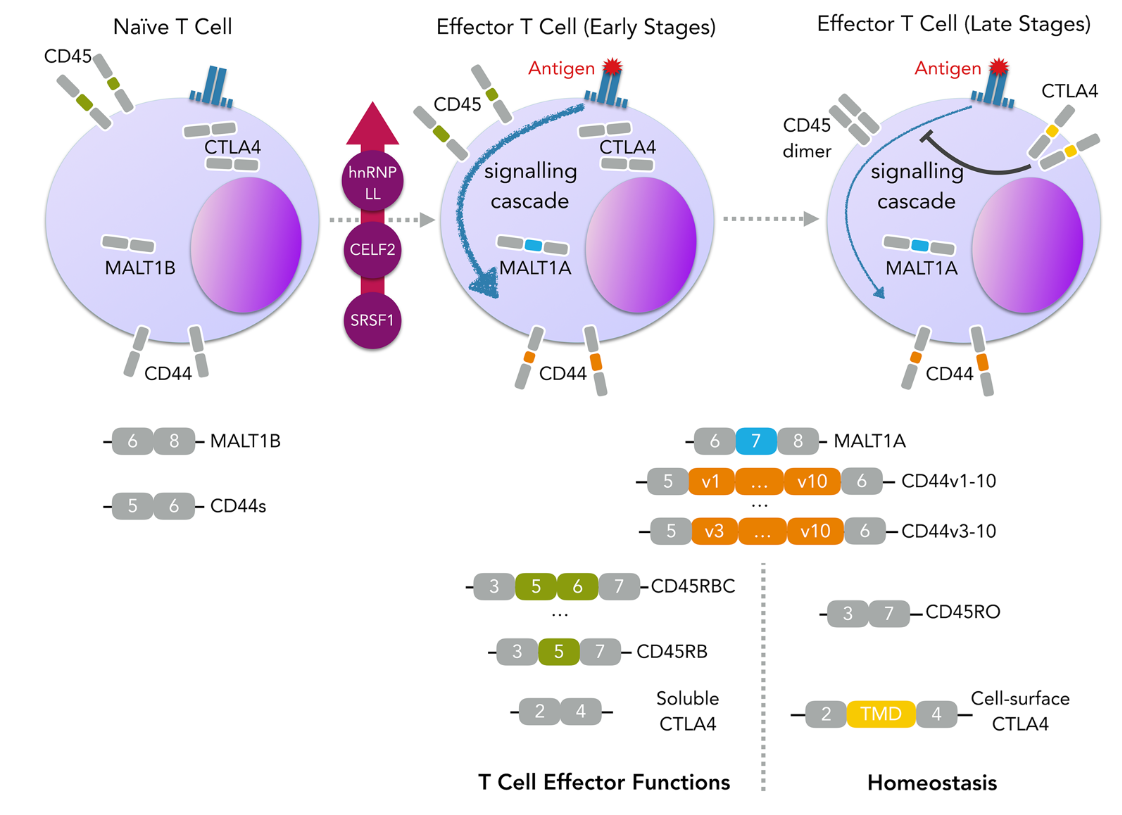 Naïve T Cell
Effector T Cell (Early Stages)
Effector T Cell (Late Stages)
CD45
CTLA4
MALT1B
CD44
hnRNP
LL
CELF2
SRSF1
Antigen
CD45
CTLA4
signalling
cascade
MALT1A
CD44
Antigen
CTLA4
CD45
dimer
signalling
cascade
MALT1A
CD44
6 8 MALT1B
5 6 CD44s
6 7 8 MALT1A
5 v1 ... v10 6 CD44v1-10
...
5 v3 ... v10 6 CD44v3-10
3 5 6 7 CD45RBC
...
3 5 7 CD45RB
2 4 Soluble
CTLA4
3 7 CD45RO
2 TMD 4 Cell-surface
CTLA4
T Cell Effector Functions
Homeostasis